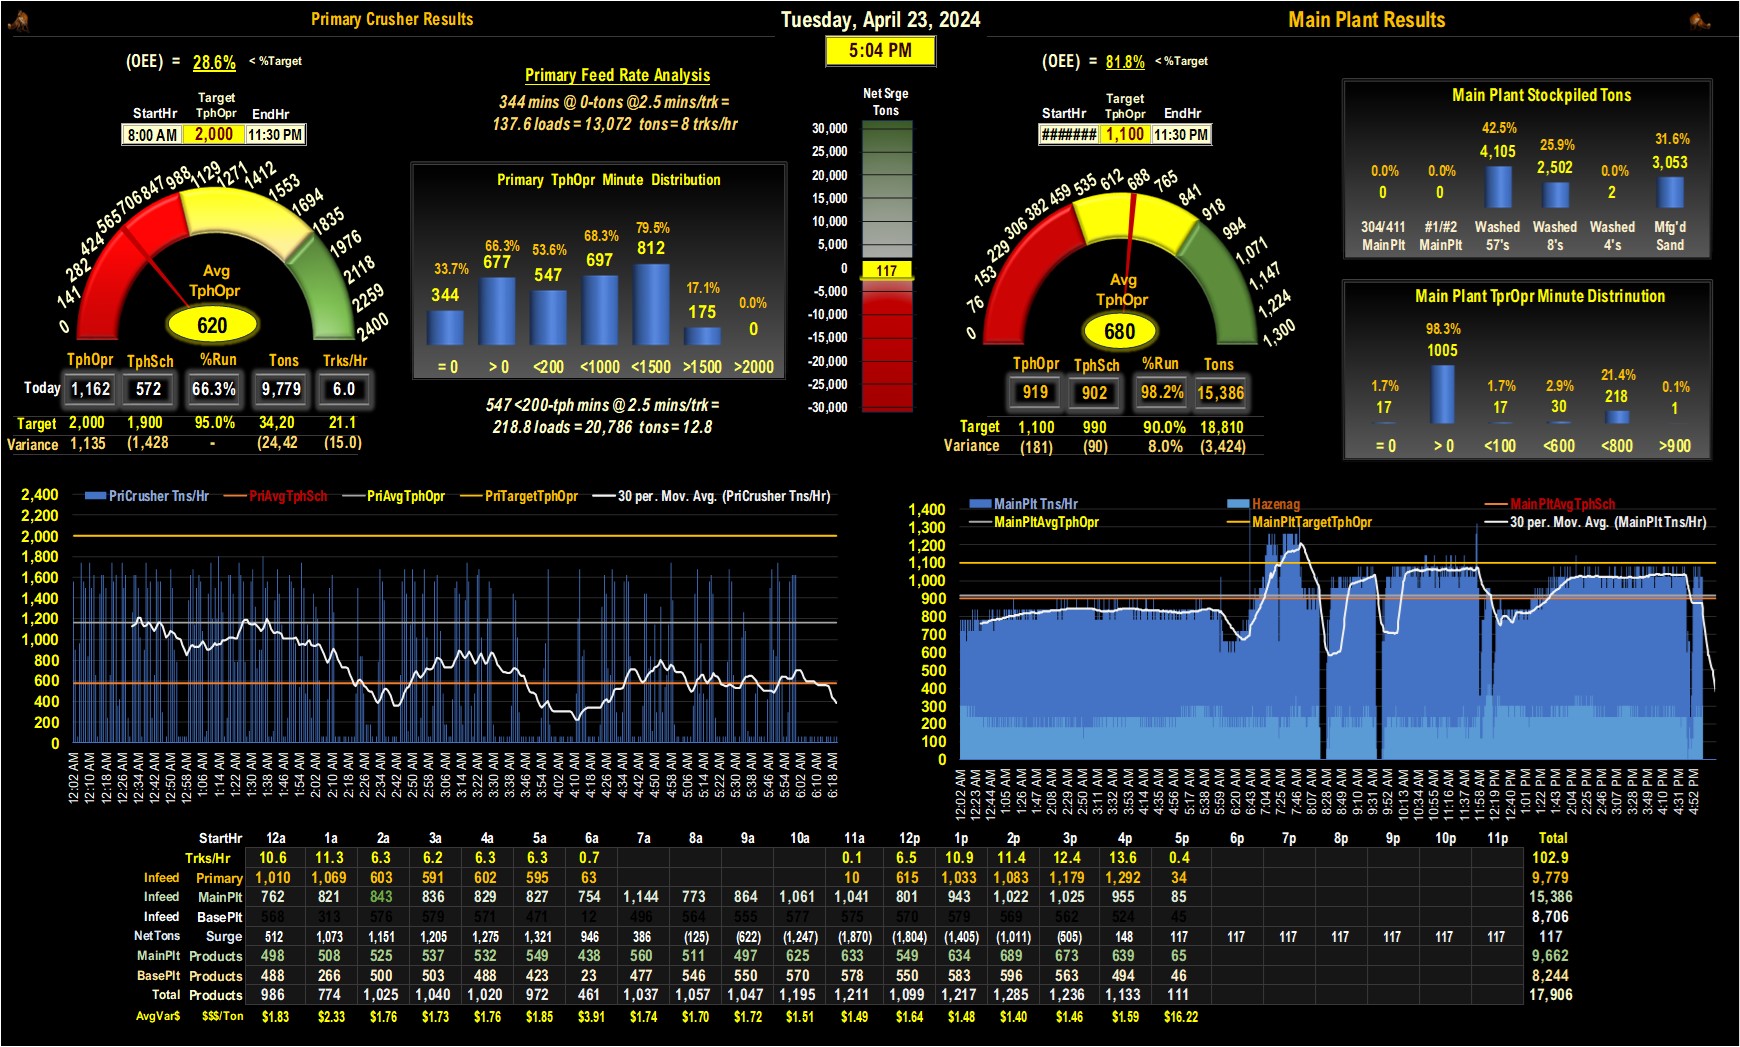 Primary Crusher Results
Tuesday, April 23, 2024
Main Plant Results
5:04 PM
(OEE) = 28.6% < %Target
Target
StartHr TphOpr EndHr
8:00 AM 2,000 11:30 PM
0 141 282 424 565 706 847 988 1129 1271 1412 1553 1694 1835 1976 2118 2259 2400
Avg
TphOpr
620
TphOpr TphSch %Run Tons Trks/Hr
Today 1,162 572 66.3% 9,779 6.0
Target 2,000 1,900 95.0% 34,20 21.1
Variance 1,135 (1,428 - (24,42 (15.0)
Primary Feed Rate Analysis
344 mins @ 0-tons @2.5 mins/trk =
137.6 loads = 13,072 tons = 8 trks/hr
Primary TphOpr Minute Distribution
33.7% 66.3% 53.6% 68.3% 79.5% 17.1% 0.0%
344 677 547 697 812 175 0
= 0 > 0 <200 <1000 <1500 >1500 >2000
547 <200-tph mins @ 2.5 mins/trk =
218.8 loads = 20,786 tons = 12.8
Net Srge
Tons
30,000
25,000
20,000
15,000
10,000
5,000
0
117
-5,000
-10,000
-15,000
-20,000
-25,000
-30,000
(OEE) = 81.8% < %Target
Target
StartHr TphOpr EndHr
####### 1,100 11:30 PM
0 76 153 229 306 382 459 535 612 688 765 841 918 994 1,071 1,147 1,224 1,300
Avg
TphOpr
680
TphOpr TphSch %Run Tons
919 902 98.2% 15,386
Target 1,100 990 90.0% 18,810
Variance (181) (90) 8.0% (3,424)
Main Plant Stockpiled Tons
0.0% 0.0% 42.5% 25.9% 0.0% 31.6%
0 0 4,105 2,502 2 3,053
304/411 #1/#2 Washed Washed Washed Mfg'd
MainPlt MainPlt 57's 8's 4's Sand
Main Plant TprOpr Minute Distrinution
1.7% 98.3% 1.7% 2.9% 21.4% 0.1%
17 1005 17 30 218 1
= 0 > 0 <100 <600 <800 >900
PriCrusher Tns/Hr PriAvgTphSch PriAvgTphOpr PriTargetTphOpr 30 per. Mov. Avg. (PriCrusher Tns/Hr)
2,400
2,200
2,000
1,800
1,600
1,400
1,200
1,000
800
600
400
200
0
12:02 AM 12:10 AM 12:18 AM 12:26 AM 12:34 AM 12:42 AM 12:50 AM 12:58 AM 1:06 AM 1:14 AM 1:22 AM 1:30 AM 1:38 AM 1:46 AM 1:54 AM 2:02 AM 2:10 AM 2:18 AM 2:26 AM 2:34 AM 2:42 AM 2:50 AM 2:58 AM 3:06 AM 3:14 AM 3:22 AM 3:30 AM 3:38 AM 3:46 AM 3:54 AM 4:02 AM 4:10 AM 4:18 AM 4:26 AM 4:34 AM 4:42 AM 4:50 AM 4:58 AM 5:06 AM 5:14 AM 5:22 AM 5:30 AM 5:38 AM 5:46 AM 5:54 AM 6:02 AM 6:10 AM 6:18 AM
MainPlt Tns/Hr Hazenag MainPltAvgTphSch
MainPltAvgTphOpr MainPltTargetTphOpr 30 per. Mov. Avg. (MainPlt Tns/Hr)
1,400
1,300
1,200
1,100
1,000
900
800
700
600
500
400
300
200
100
0
12:02 AM 12:23 AM 12:44 AM 1:05 AM 1:26 AM 1:47 AM 2:08 AM 2:29 AM 2:50 AM 3:11 AM 3:32 AM 3:53 AM 4:14 AM 4:35 AM 4:56 AM 5:17 AM 5:38 AM 5:59 AM 6:20 AM 6:43 AM 7:04 AM 7:25 AM 7:46 AM 8:07 AM 8:28 AM 8:49 AM 9:10 AM 9:31 AM 9:52 AM 10:13 AM 10:34 AM 10:55 AM 11:16 AM 11:37 AM 11:58 AM 12:19 PM 12:40 PM 1:01 PM 1:22 PM 1:43 PM 2:04 PM 2:25 PM 2:46 PM 3:07 PM 3:28 PM 3:49 PM 4:10 PM 4:31 PM 4:52 PM
StartHr 12a 1a 2a 3a 4a 5a 6a 7a 8a 9a 10a 11a 12p 1p 2p 3p 4p 5p 6p 7p 8p 9p 10p 11p Total
Trks/Hr 10.6 11.3 6.3 6.2 6.3 6.3 0.7 0.1 6.5 10.9 11.4 12.4 13.6 0.4 102.9
Infeed Primary 1,010 1,069 603 591 602 595 63 10 615 1,033 1,083 1,179 1,292 34 9,779
Infeed MainPlt 762 821 843 836 829 827 754 1,144 773 864 1,061 1,041 801 943 1,022 1,025 955 85 15,386
Infeed BasePlt 568 313 576 579 571 471 12 496 564 555 577 575 570 579 569 562 524 45 8,706
NetTons Surge 512 1,073 1,151 1,205 1,275 1,321 946 386 (125) (622) (1,247) (1,870) (1,804) (1,405) (1,011) (505) 148 117 117 117 117 117 117 117 117
MainPlt Products 498 508 525 537 532 549 438 560 511 497 625 633 549 634 689 673 639 65 9,662
BasePlt Products 488 266 500 503 488 423 23 477 546 550 570 578 550 583 596 563 494 46 8,244
Total Products 986 774 1,025 1,040 1,020 972 461 1,037 1,057 1,047 1,195 1,211 1,099 1,217 1,285 1,236 1,133 111 17,906
AvgVar$ $$$/Ton $1.83 $2.33 $1.76 $1.73 $1.76 $1.85 $3.91 $1.74 $1.70 $1.72 $1.51 $1.49 $1.64 $1.48 $1.40 $1.46 $1.59 $16.22